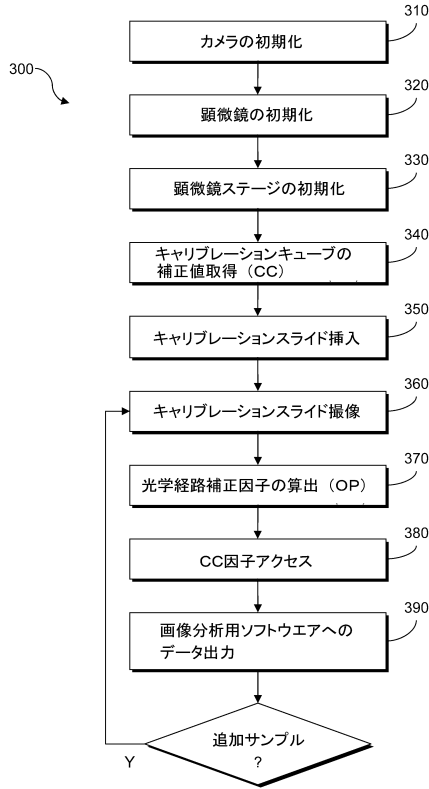 310
カメラの初期化
300
320
顕微鏡の初期化
330
顕微鏡ステージの初期化
340
キャリブレーションキューブの
補正値取得（CC）
350
キャリブレーションスライド挿入
360
キャリブレーションスライド撮像
370
光学経路補正因子の算出（OP）
380
CC因子アクセス
390
画像分析用ソフトウエアへの
データ出力
追加サンプル
?
Y